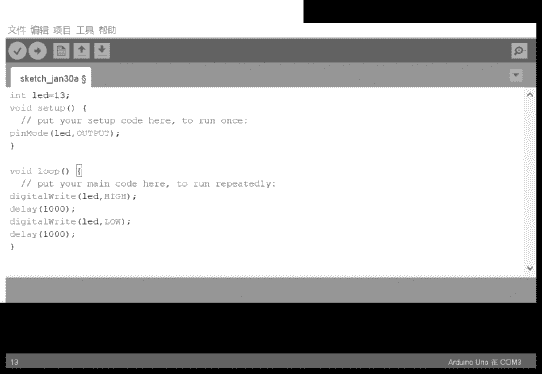 文件 编辑 项目 工具 帮助
sketch_jan30a §
int led=13;
void setup() {
// put your setup code here, to run once:
pinMode(led,OUTPUT);
}
void loop() {
// put your main code here, to run repeatedly:
digitalWrite(led,HIGH);
delay(1000);
digitalWrite(led,LOW);
delay(1000);
}
13
Arduino Uno 在 COM3